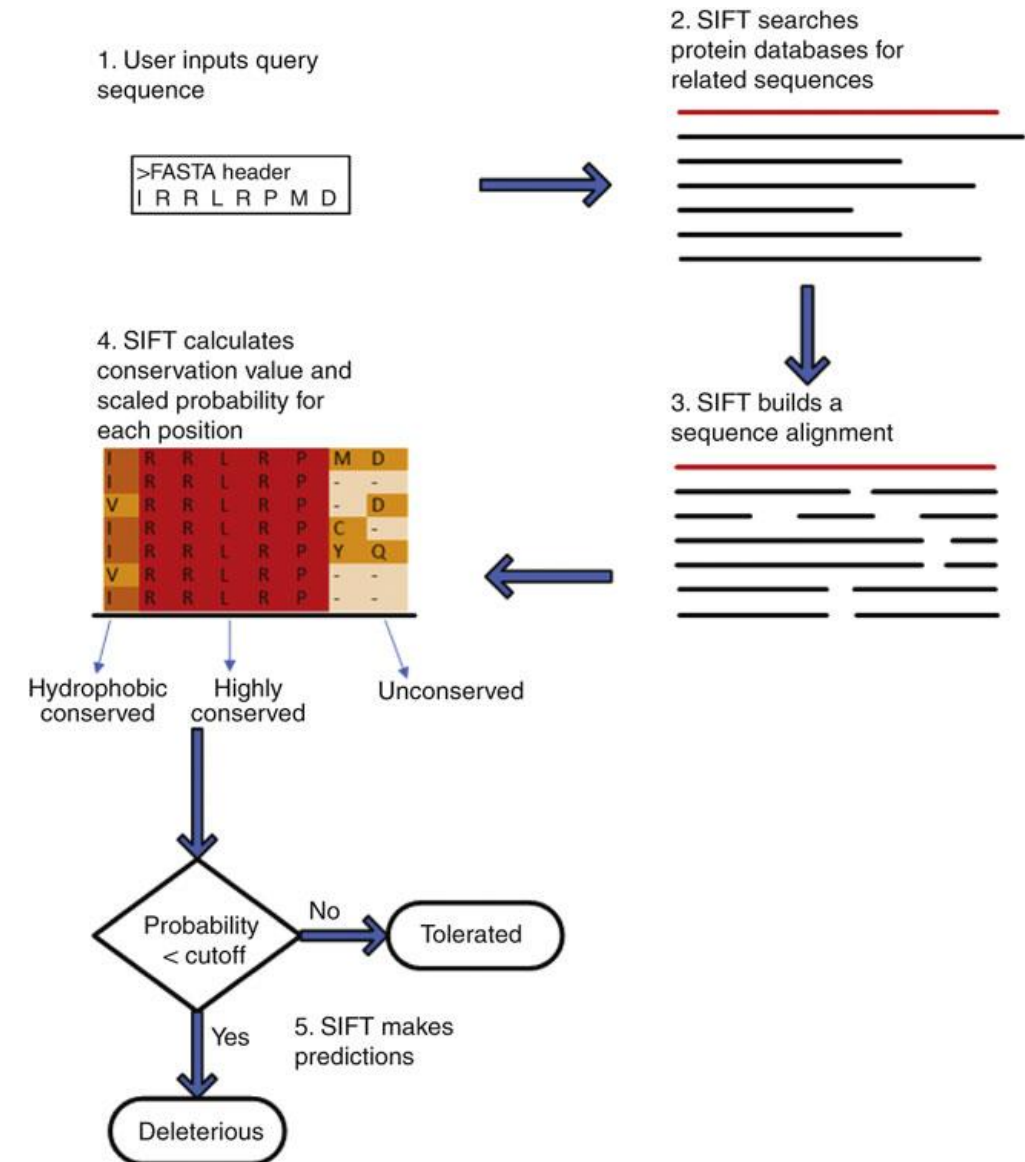 1. User inputs query
sequence
>FASTA header
I R R L R P M D
2. SIFT searches
protein databases for
related sequences
3. SIFT builds a
sequence alignment
4. SIFT calculates
conservation value and
scaled probability for
each position
I R R L R P M D
I R R L R P - -
V R R L R P - D
I R R L R P C -
I R R L R P Y Q
V R R L R P - -
I R R L R P - -
Hydrophobic
conserved
Highly
conserved
Unconserved
Probability
< cutoff
No
Tolerated
Yes
5. SIFT makes
predictions
Deleterious